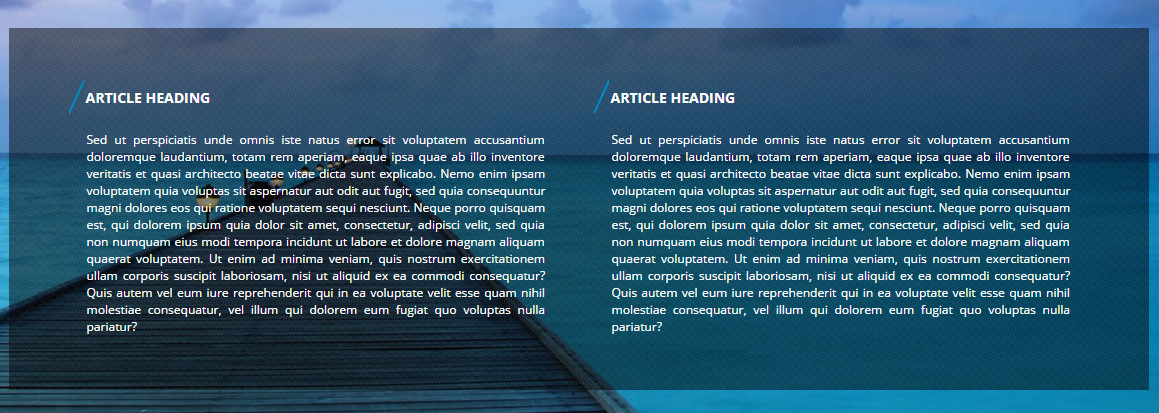 ARTICLE HEADING
Sed ut perspiciatis unde omnis iste natus error sit voluptatem accusantium
doloremque laudantium, totam rem aperiam, eaque ipsa quae ab illo inventore
veritatis et quasi architecto beatae vitae dicta sunt explicabo. Nemo enim ipsam
voluptatem quia voluptas sit aspernatur aut odit aut fugit, sed quia consequuntur
magni dolores eos qui ratione voluptatem sequi nesciunt. Neque porro quisquam
est, qui dolorem ipsum quia dolor sit amet, consectetur, adipisci velit, sed quia
non numquam eius modi tempora incidunt ut labore et dolore magnam aliquam
quaerat voluptatem. Ut enim ad minima veniam, quis nostrum exercitationem
ullam corporis suscipit laboriosam, nisi ut aliquid ex ea commodi consequatur?
Quis autem vel eum iure reprehenderit qui in ea voluptate velit esse quam nihil
molestiae consequatur, vel illum qui dolorem eum fugiat quo voluptas nulla
pariatur?
ARTICLE HEADING
Sed ut perspiciatis unde omnis iste natus error sit voluptatem accusantium
doloremque laudantium, totam rem aperiam, eaque ipsa quae ab illo inventore
veritatis et quasi architecto beatae vitae dicta sunt explicabo. Nemo enim ipsam
voluptatem quia voluptas sit aspernatur aut odit aut fugit, sed quia consequuntur
magni dolores eos qui ratione voluptatem sequi nesciunt. Neque porro quisquam
est, qui dolorem ipsum quia dolor sit amet, consectetur, adipisci velit, sed quia
non numquam eius modi tempora incidunt ut labore et dolore magnam aliquam
quaerat voluptatem. Ut enim ad minima veniam, quis nostrum exercitationem
ullam corporis suscipit laboriosam, nisi ut aliquid ex ea commodi consequatur?
Quis autem vel eum iure reprehenderit qui in ea voluptate velit esse quam nihil
molestiae consequatur, vel illum qui dolorem eum fugiat quo voluptas nulla
pariatur?